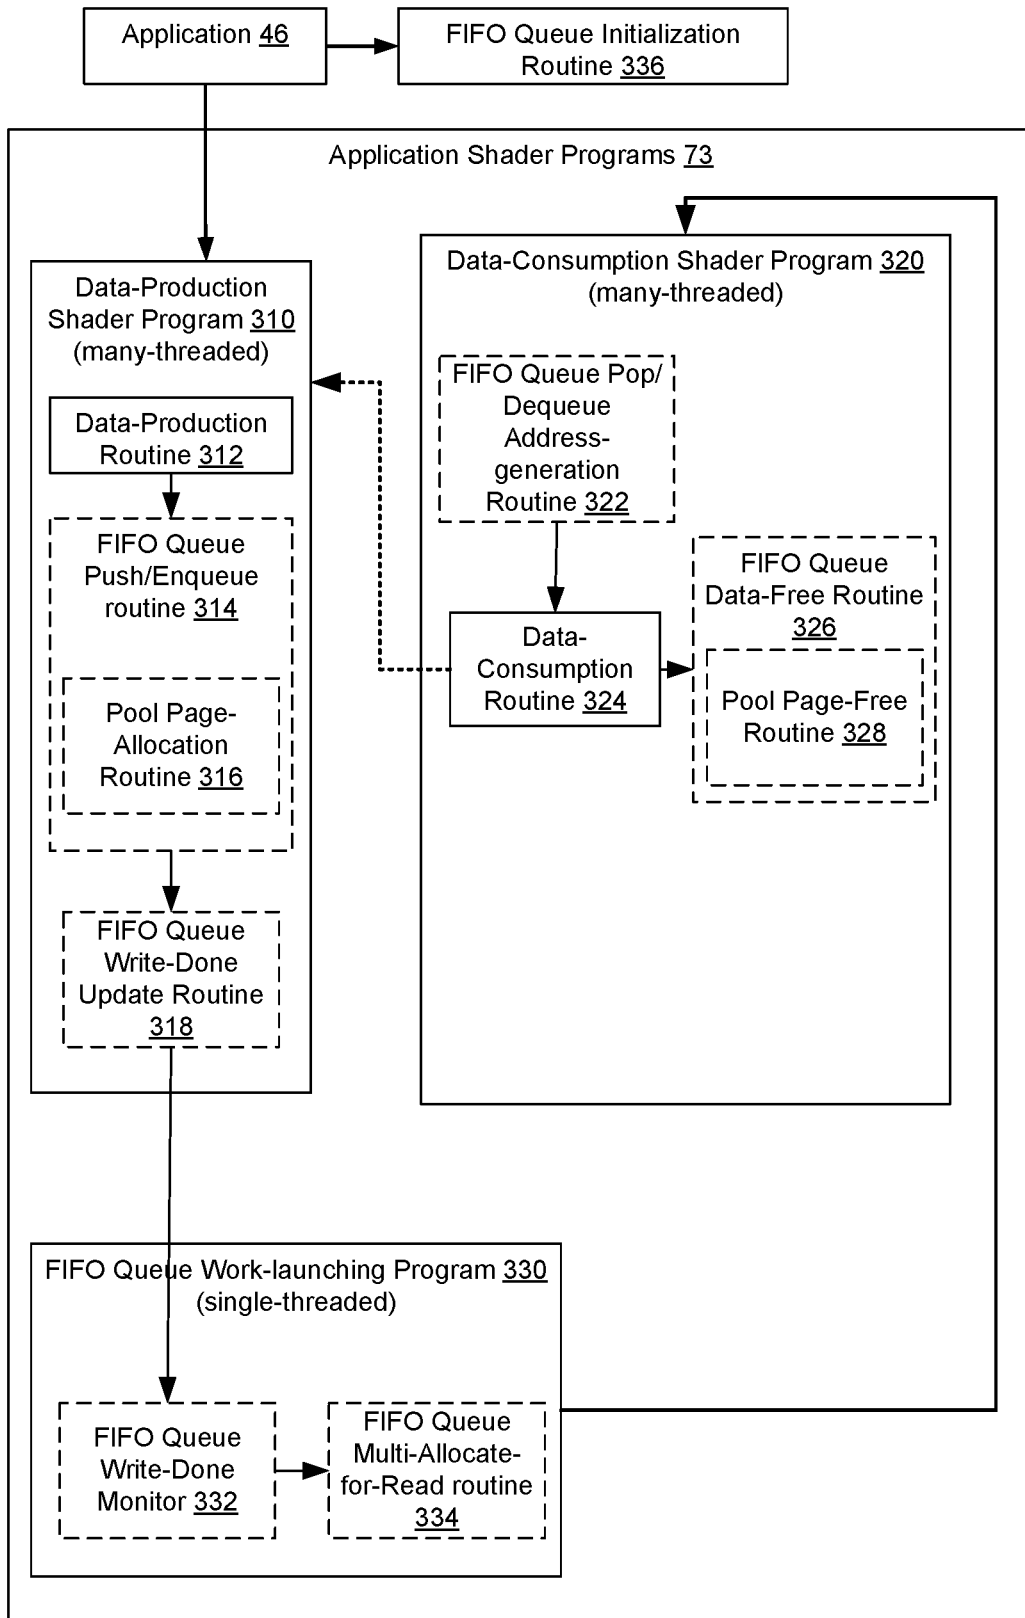 Application 46
FIFO Queue Initialization
Routine 336
Application Shader Programs 73
Data-Production
Shader Program 310
(many-threaded)
Data-Production
Routine 312
FIFO Queue
Push/Enqueue
routine 314
Pool Page-
Allocation
Routine 316
FIFO Queue
Write-Done
Update Routine
318
Data-Consumption Shader Program 320
(many-threaded)
FIFO Queue Pop/
Dequeue
Address-
generation
Routine 322
Data-
Consumption
Routine 324
FIFO Queue
Data-Free Routine
326
Pool Page-Free
Routine 328
FIFO Queue Work-launching Program 330
(single-threaded)
FIFO Queue
Write-Done
Monitor 332
FIFO Queue
Multi-Allocate-
for-Read routine
334